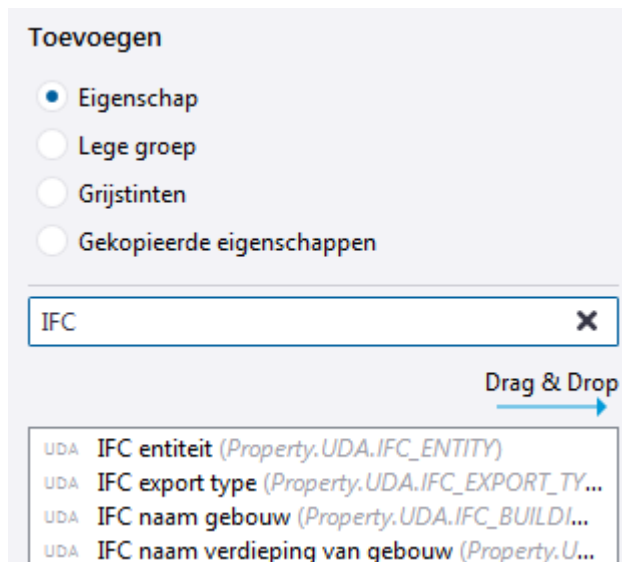 Toevoegen
Eigenschap
Lege groep
Grijstinten
Gekopieerde eigenschappen
IFC
Drag & Drop
UDA IFC entiteit (Property.UDA.IFC_ENTITY)
UDA IFC export type (Property.UDA.IFC_EXPORT_TY...
UDA IFC naam gebouw (Property.UDA.IFC_BUILDI...
UDA IFC naam verdieping van gebouw (Property.U...